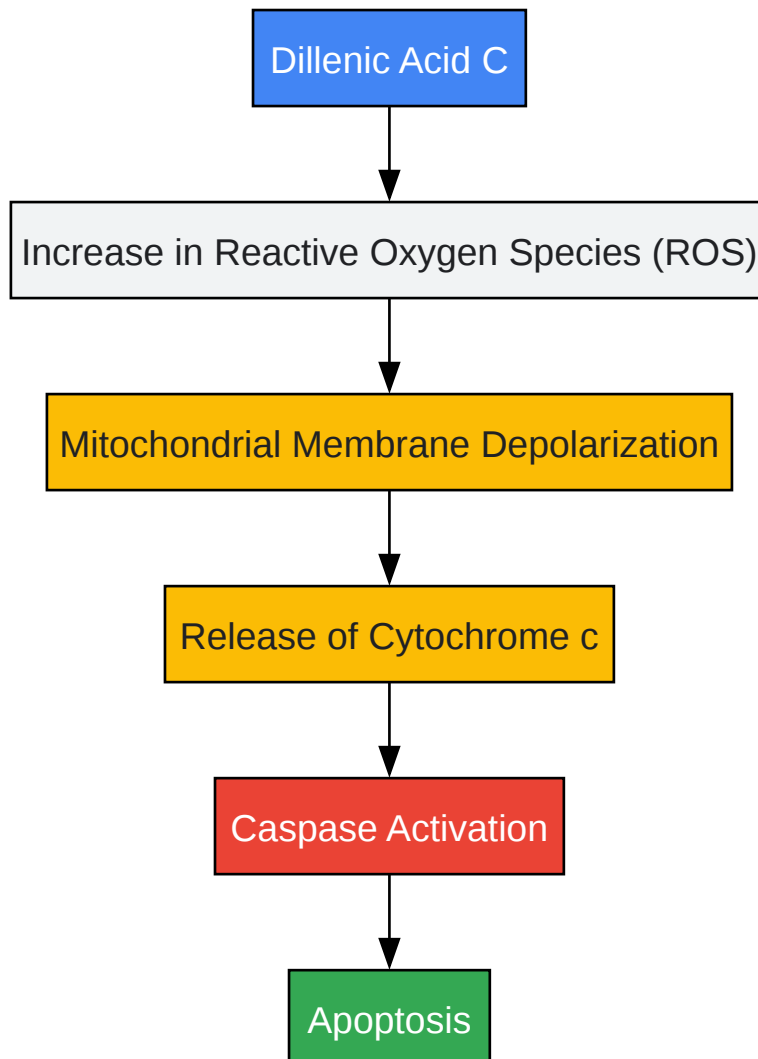 Dillenic Acid C
Increase in Reactive Oxygen Species (ROS)
Mitochondrial Membrane Depolarization
Release of Cytochrome c
Caspase Activation
Apoptosis